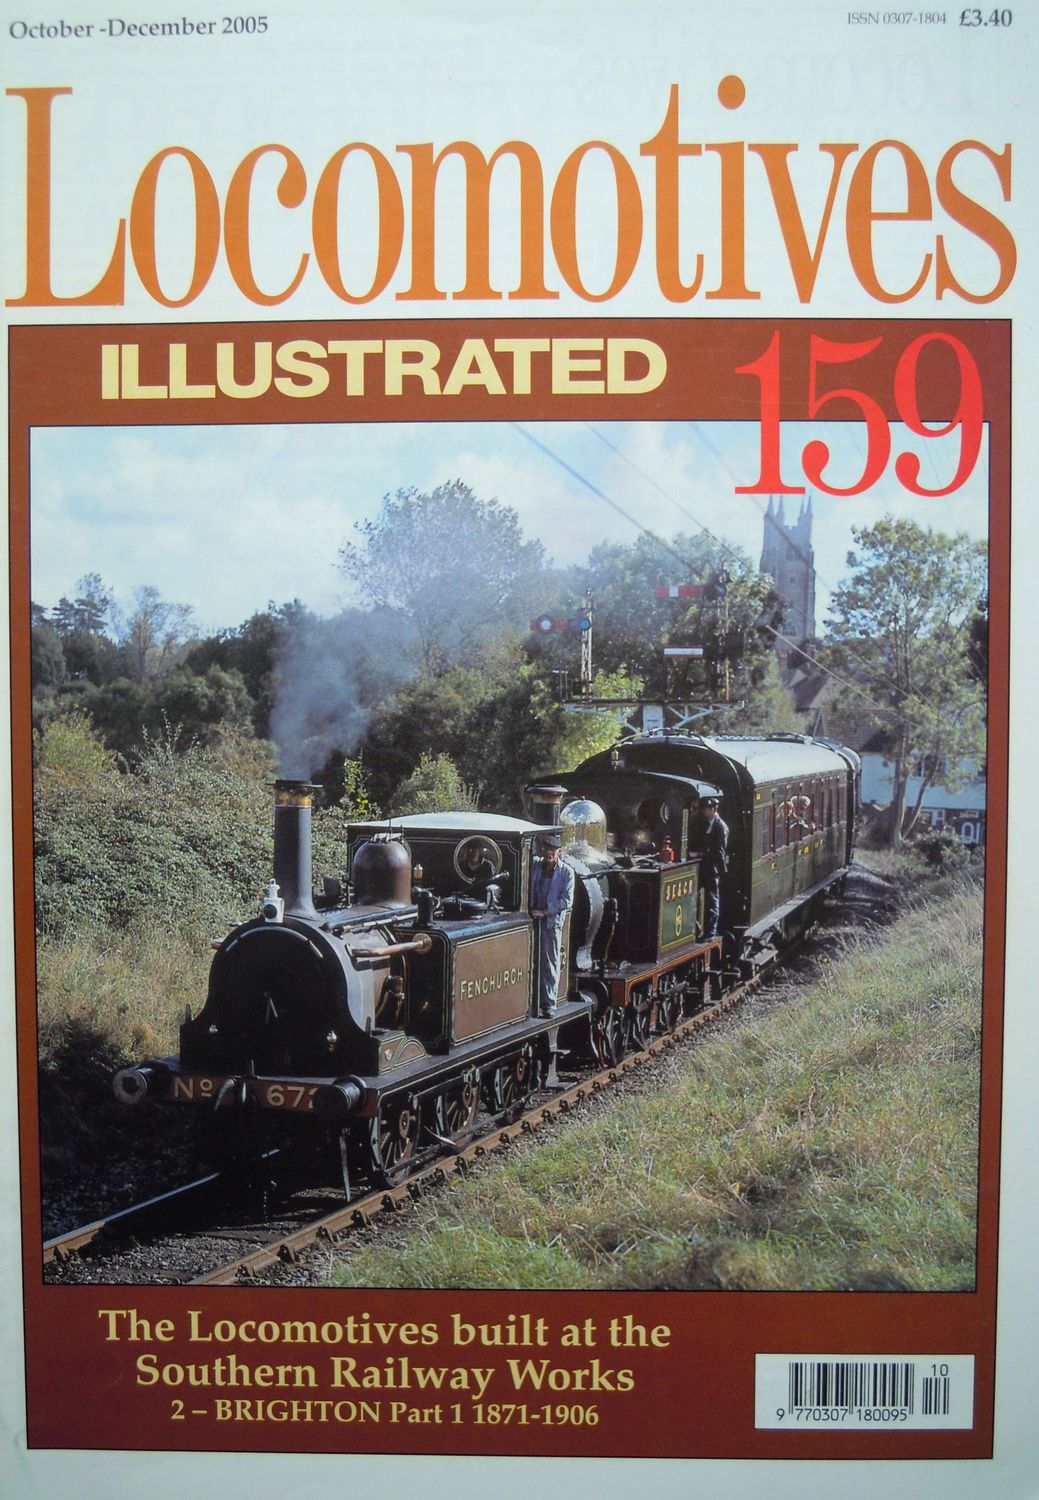 October -December 2005
ISSN 0307-1804 £3.40
Locomotives
ILLUSTRATED
159
FENCHURCH
Nº 672
The Locomotives built at the
Southern Railway Works
2 – BRIGHTON Part 1 1871-1906
10
9 770307 180095